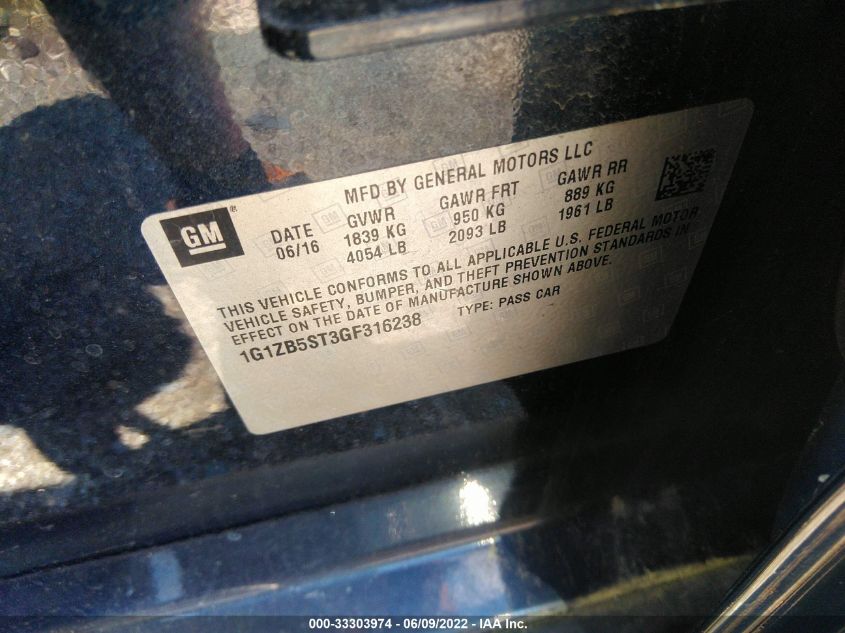 MFD BY GENERAL MOTORS LLC
GM ®
DATE GVWR GAWR FRT GAWR RR
06/16 1839 KG 950 KG 889 KG
4054 LB 2093 LB 1961 LB
THIS VEHICLE CONFORMS TO ALL APPLICABLE U.S. FEDERAL MOTOR
VEHICLE SAFETY, BUMPER, AND THEFT PREVENTION STANDARDS IN
EFFECT ON THE DATE OF MANUFACTURE SHOWN ABOVE.
1G1ZB5ST3GF316238 TYPE: PASS CAR
000-33303974 - 06/09/2022 - IAA Inc.